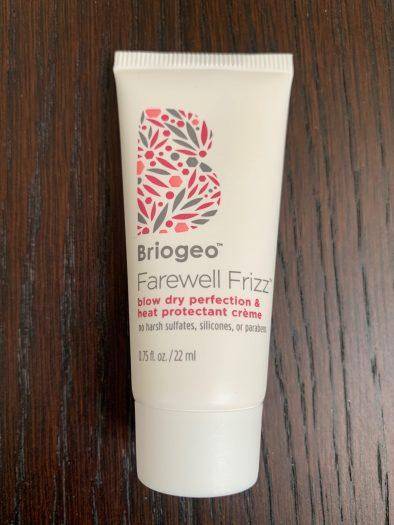 B
Briogeo™
Farewell Frizz™
blow dry perfection &
heat protectant crème
no harsh sulfates, silicones, or parabens
0.75 fl. oz. / 22 ml